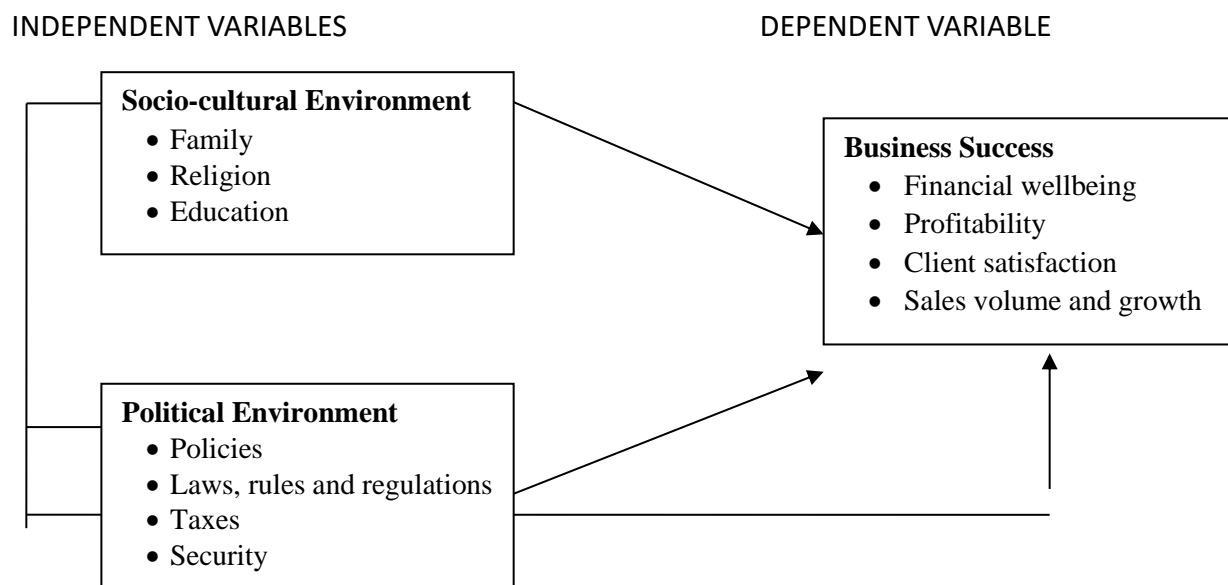 INDEPENDENT VARIABLES
DEPENDENT VARIABLE
Socio-cultural Environment
• Family
• Religion
• Education
Business Success
• Financial wellbeing
• Profitability
• Client satisfaction
• Sales volume and growth
Political Environment
• Policies
• Laws, rules and regulations
• Taxes
• Security